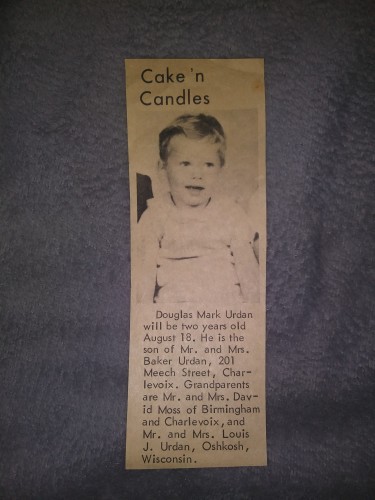 Cake 'n
Candles
Douglas Mark Urdan
will be two years old
August 18. He is the
son of Mr. and Mrs.
Baker Urdan, 201
Meech Street, Char-
levoix. Grandparents
are Mr. and Mrs. Dav-
id Moss of Birmingham
and Charlevoix, and
Mr. and Mrs. Louis
J. Urdan, Oshkosh,
Wisconsin.